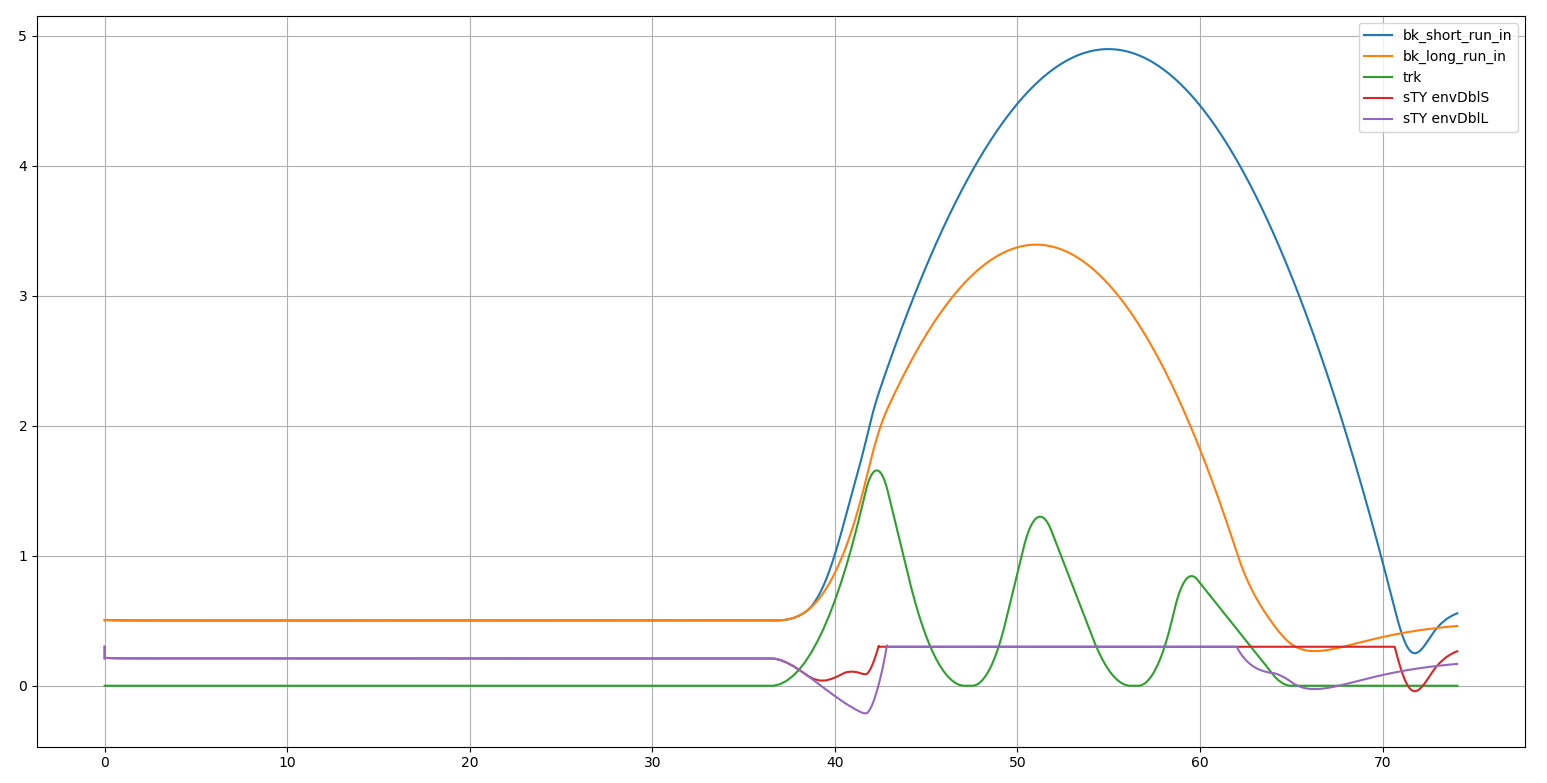 5
4
3
2
1
0
0 10 20 30 40 50 60 70
bk_short_run_in
bk_long_run_in
trk
sTY envDblS
sTY envDblL